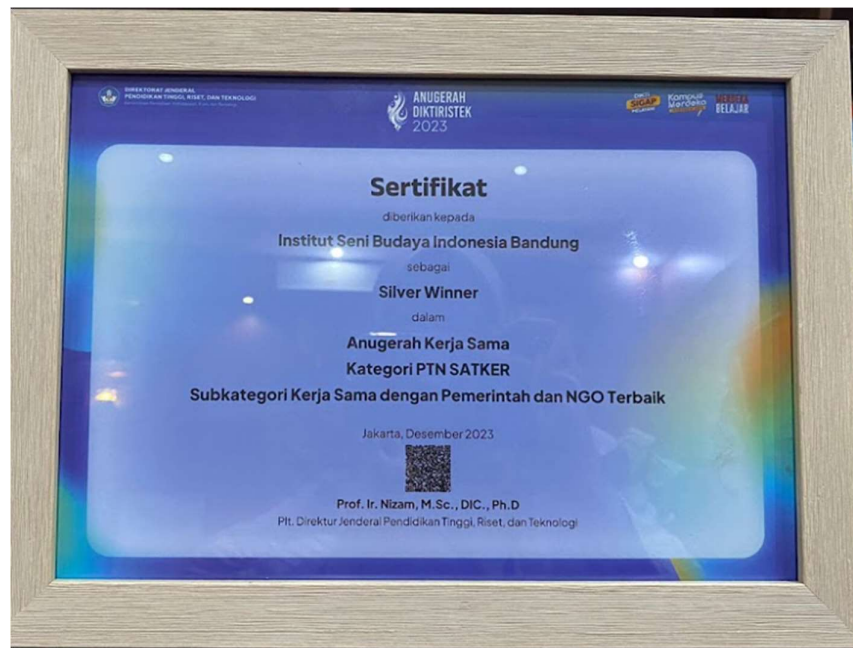 DIREKTORAT JENDERAL
PENDIDIKAN TINGGI, RISET, DAN TEKNOLOGI
ANUGERAH
DIKTIRISTEK
2023
DIKTI
SIGAP
MELAYANI
Kampus
Merdeka
MERDEKA
BELAJAR
Sertifikat
diberikan kepada
Institut Seni Budaya Indonesia Bandung
sebagai
Silver Winner
dalam
Anugerah Kerja Sama
Kategori PTN SATKER
Subkategori Kerja Sama dengan Pemerintah dan NGO Terbaik
Jakarta, Desember 2023
Prof. Ir. Nizam, M.Sc., DIC., Ph.D
Plt. Direktur Jenderal Pendidikan Tinggi, Riset, dan Teknologi